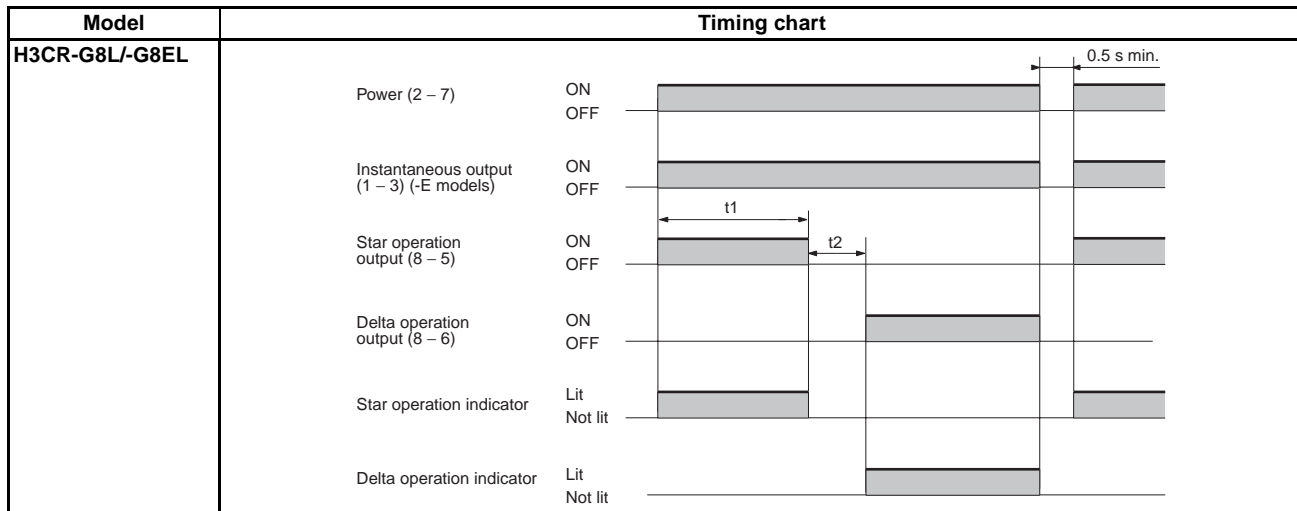 Model Timing chart
H3CR-G8L/-G8EL
0.5 s min.
Power (2 – 7) ON
OFF
Instantaneous output ON
(1 – 3) (-E models) OFF
t1
Star operation ON
output (8 – 5) OFF
t2
Delta operation ON
output (8 – 6) OFF
Star operation indicator Lit
Not lit
Delta operation indicator Lit
Not lit